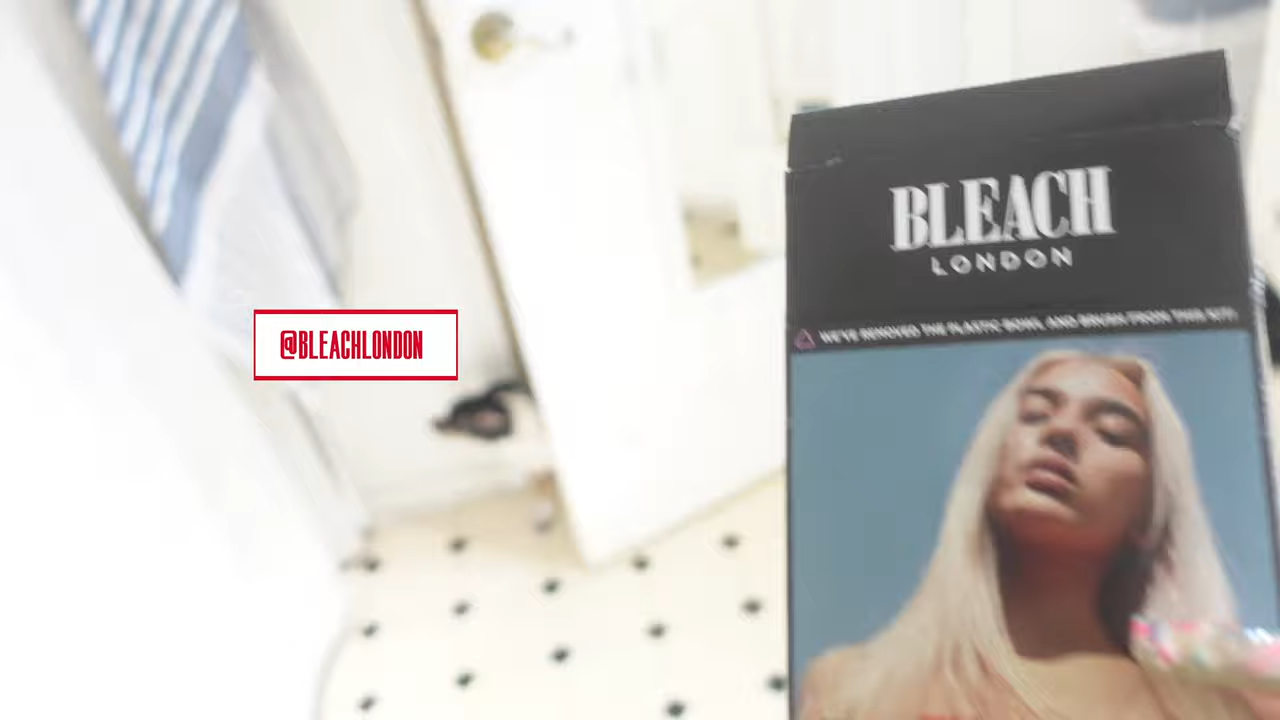 BLEACH
LONDON
WE'VE REMOVED THE PLASTIC BOWL AND BRUSH FROM THIS KIT!
@BLEACHLONDON